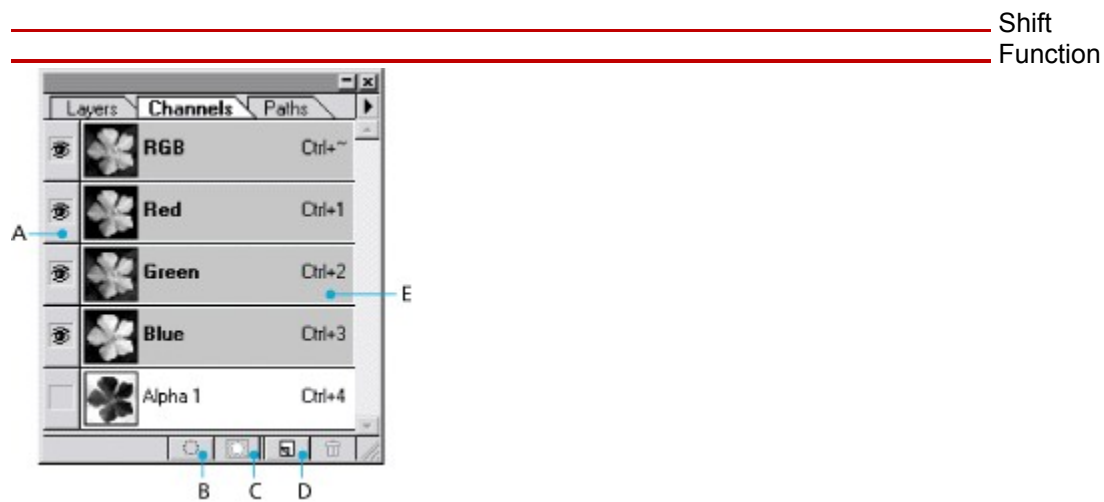 Shift
Function
Layers Channels Paths
RGB Ctrl+~
Red Ctrl+1
A
Green Ctrl+2
E
Blue Ctrl+3
Alpha 1 Ctrl+4
B C D